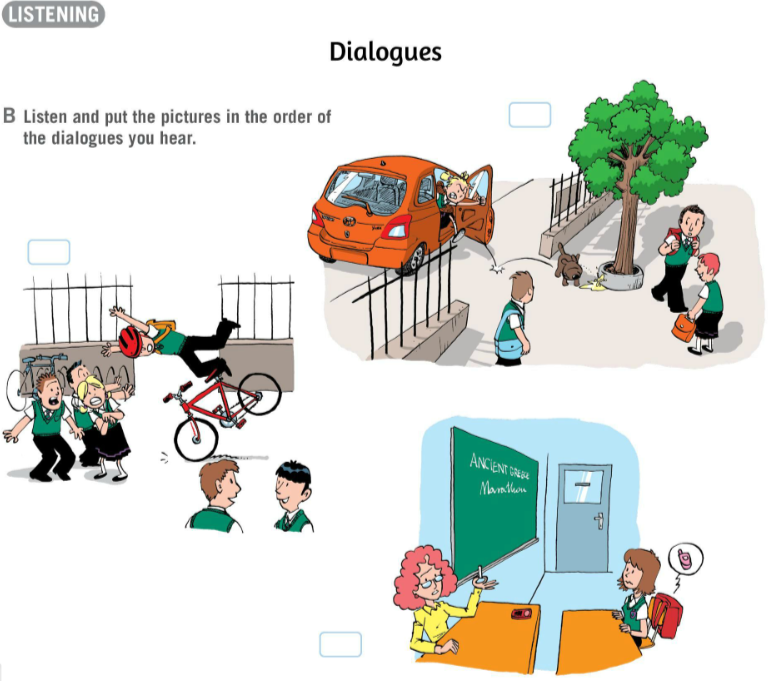 LISTENING
Dialogues
B Listen and put the pictures in the order of
the dialogues you hear.
ANCIENT GREECE
Marathon